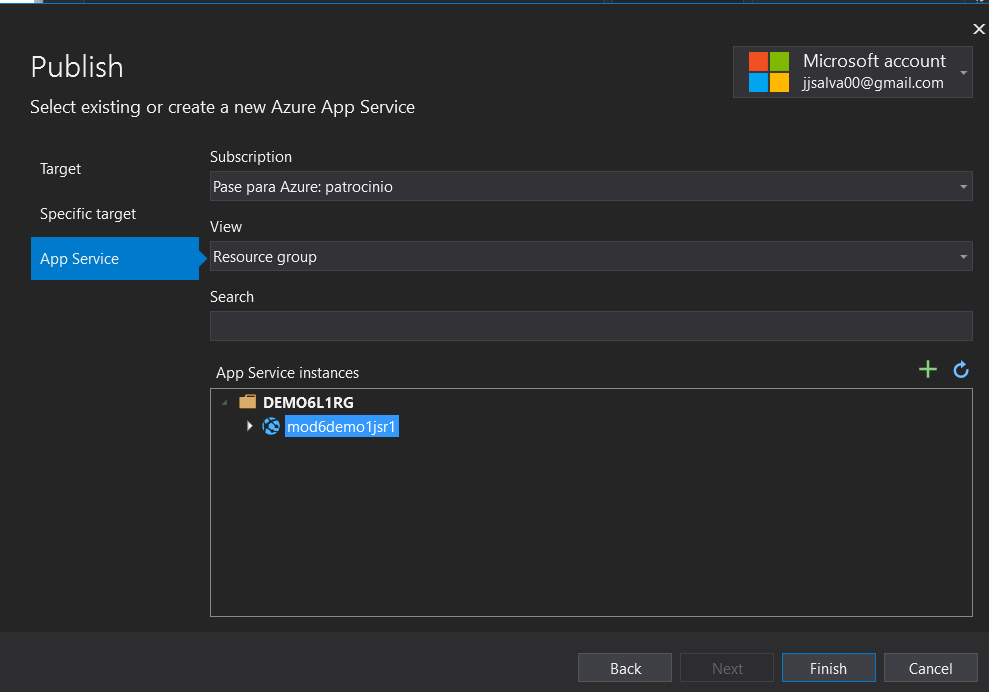 Publish
Microsoft account
jjsalva00@gmail.com
Select existing or create a new Azure App Service
Target
Specific target
App Service
Subscription
Pase para Azure: patrocinio
View
Resource group
Search
App Service instances
DEMO6L1RG
mod6demo1jsr1
Back
Next
Finish
Cancel